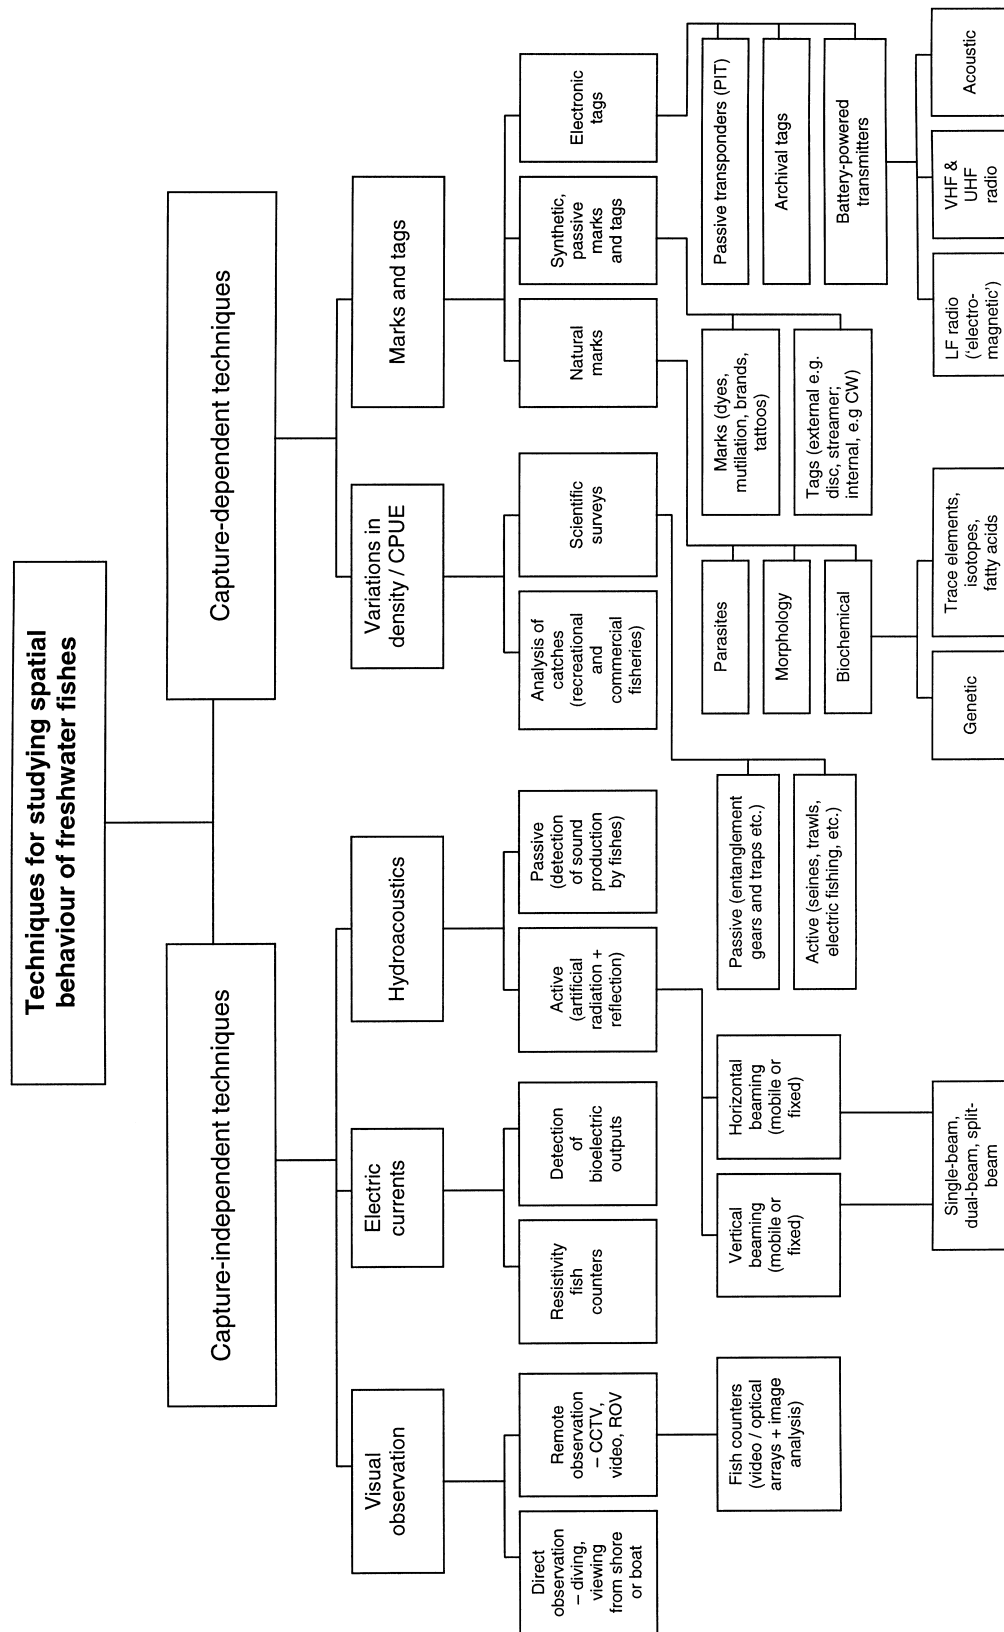 Techniques for studying spatial
behaviour of freshwater fishes
Capture-independent techniques
Capture-dependent techniques
Visual
observation
Electric
currents
Hydroacoustics
Variations in
density / CPUE
Marks and tags
Direct
observation
– diving,
viewing
from shore
or boat
Remote
observation
– CCTV,
video, ROV
Resistivity
fish
counters
Detection
of
bioelectric
outputs
Active
(artificial
radiation +
reflection)
Passive
(detection
of sound
production
by fishes)
Analysis of
catches
(recreational
and
commercial
fisheries)
Scientific
surveys
Natural
marks
Synthetic,
passive
marks
and tags
Electronic
tags
Fish counters
(video / optical
arrays + image
analysis)
Vertical
beaming
(mobile or
fixed)
Horizontal
beaming
(mobile or
fixed)
Passive (entanglement
gears and traps etc.)
Active (seines, trawls,
electric fishing, etc.)
Parasites
Morphology
Biochemical
Marks (dyes,
mutilation, brands,
tattoos)
Tags (external e.g.
disc, streamer;
internal, e.g CW)
Passive transponders (PIT)
Archival tags
Battery-powered
transmitters
Single-beam,
dual-beam, split-
beam
Genetic
Trace elements,
isotopes,
fatty acids
LF radio
(‘electro-
magnetic’)
VHF &
UHF
radio
Acoustic